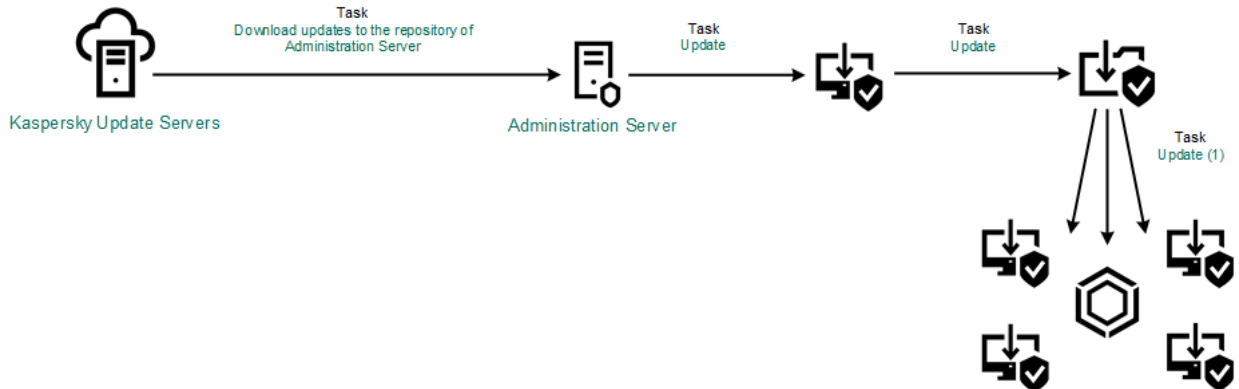 Task
Download updates to the repository of
Administration Server
Task
Update
Task
Update
Kaspersky Update Servers
Administration Server
Task
Update (1)